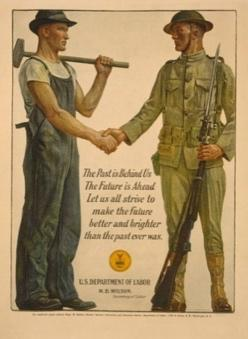 The Past is Behind Us
The Future is Ahead
Let us all strive to
make the future
better and brighter
than the past ever was.
U.S. DEPARTMENT OF LABOR
W. B. WILSON,
Secretary of Labor